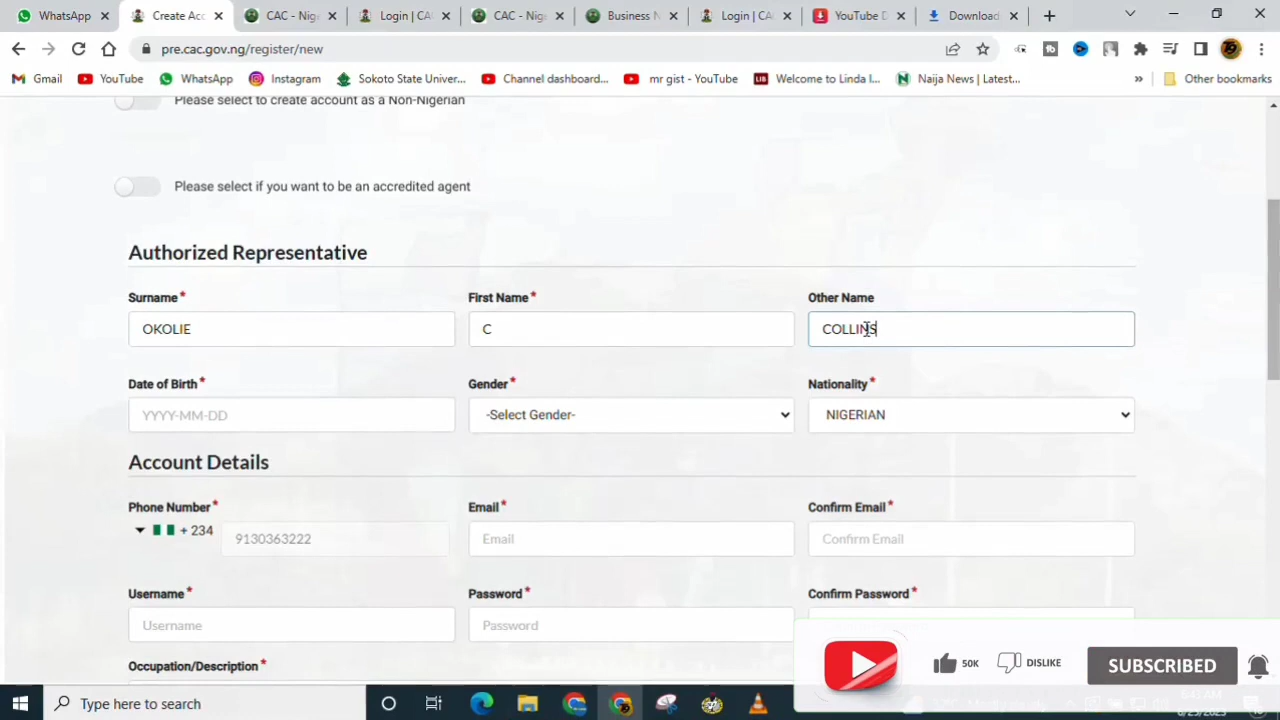 WhatsApp
Create Acc
CAC - Nig
Login | CA
CAC - Nig
Business N
Login | CA
YouTube D
Download
pre.cac.gov.ng/register/new
Gmail
YouTube
WhatsApp
Instagram
Sokoto State Univer...
Channel dashboard...
mr gist - YouTube
Welcome to Linda I...
Naija News | Latest...
»
Other bookmarks
Please select to create account as a Non-Nigerian
Please select if you want to be an accredited agent
Authorized Representative
Surname *
First Name *
Other Name
OKOLIE
C
COLLINS
Date of Birth *
Gender *
Nationality *
YYYY-MM-DD
-Select Gender-
NIGERIAN
Account Details
Phone Number *
Email *
Confirm Email *
+ 234
9130363222
Email
Confirm Email
Username *
Password *
Confirm Password *
Username
Password
Occupation/Description *
50K
DISLIKE
SUBSCRIBED
Type here to search